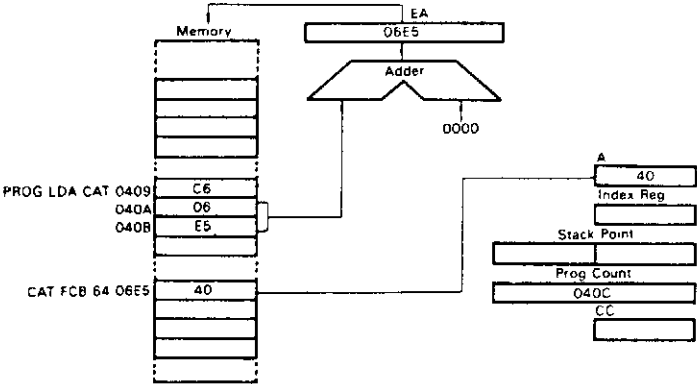 EA
Memory
06E5
Adder
0000
A
PROG LDA CAT 0409 C6
40
040A 06
Index Reg
040B E5
Stack Point
Prog Count
CAT FCB 64 06E5 40
040C
CC